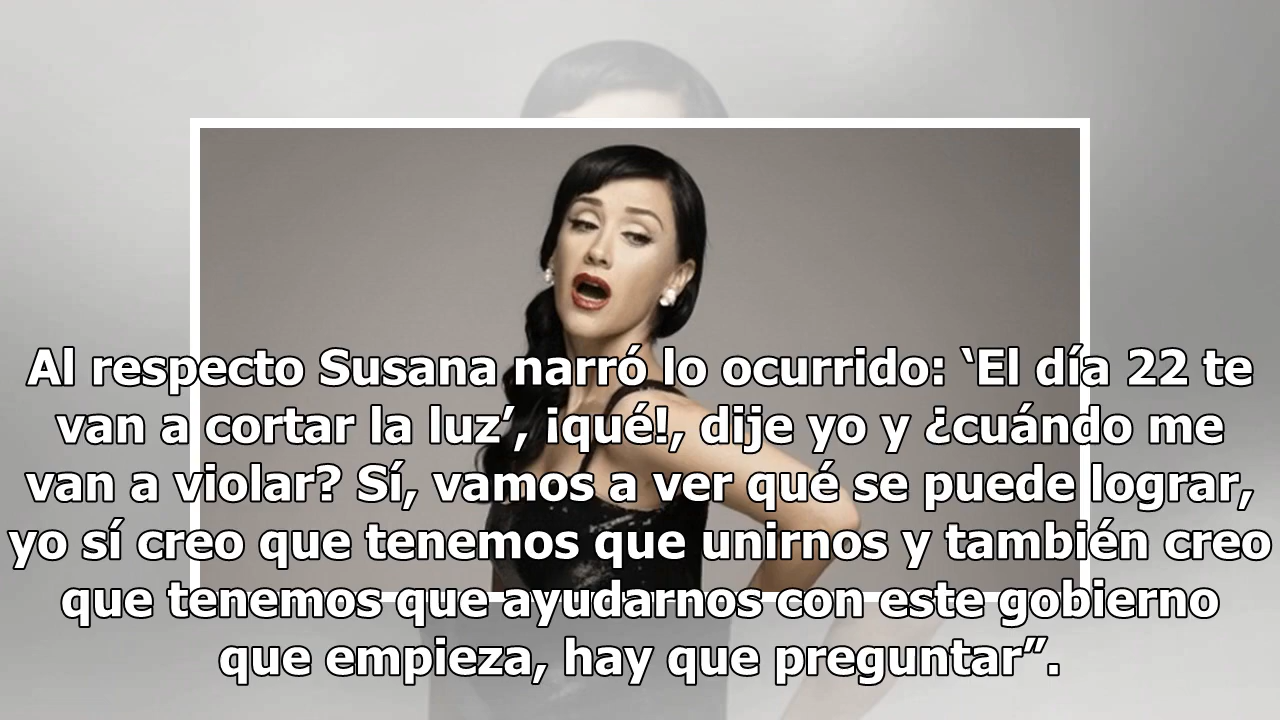 Al respecto Susana narró lo ocurrido: ‘El día 22 te
van a cortar la luz’, ¡qué!, dije yo y ¿cuándo me
van a violar? Sí, vamos a ver qué se puede lograr,
yo sí creo que tenemos que unirnos y también creo
que tenemos que ayudarnos con este gobierno
que empieza, hay que preguntar”.